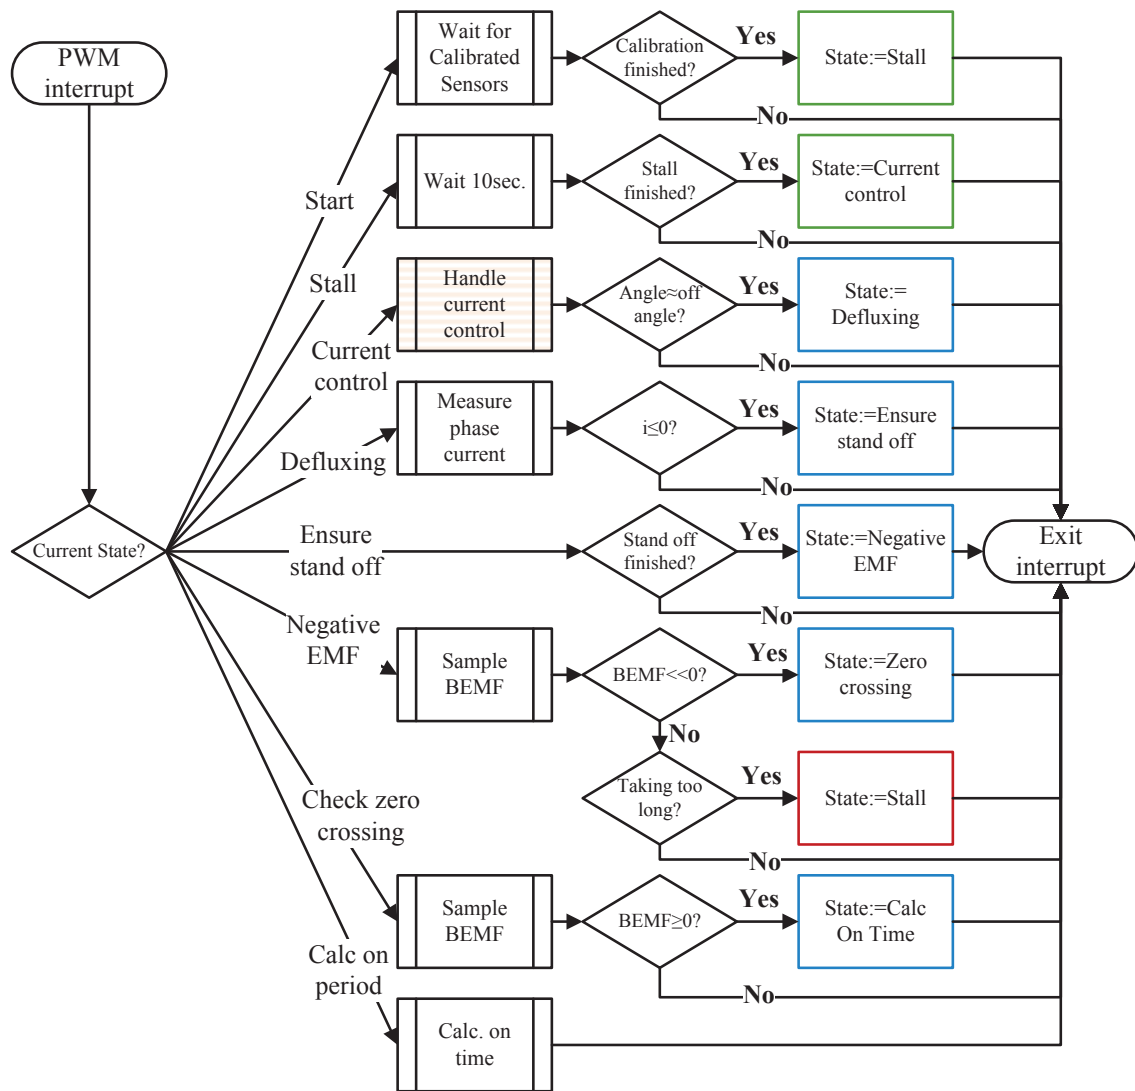 PWM
interrupt
Current State?
Start
Wait for
Calibrated
Sensors
Calibration
finished?
Yes
State:=Stall
No
Stall
Wait 10sec.
Stall
finished?
Yes
State:=Current
control
No
Current
control
Handle
current
control
Angle≈off
angle?
Yes
State:=
Defluxing
No
Defluxing
Measure
phase
current
i≤0?
Yes
State:=Ensure
stand off
No
Ensure
stand off
Stand off
finished?
Yes
State:=Negative
EMF
No
Exit
interrupt
Negative
EMF
Sample
BEMF
BEMF<<0?
Yes
State:=Zero
crossing
No
Taking too
long?
Yes
State:=Stall
No
Check zero
crossing
Sample
BEMF
BEMF≥0?
Yes
State:=Calc
On Time
No
Calc on
period
Calc. on
time